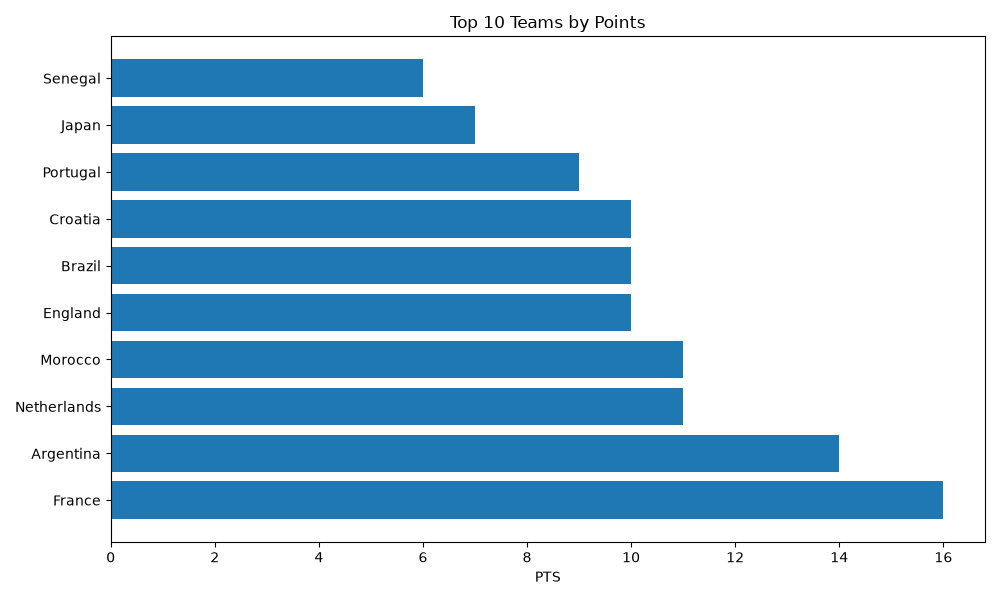 Top 10 Teams by Points
Senegal
Japan
Portugal
Croatia
Brazil
England
Morocco
Netherlands
Argentina
France
0 2 4 6 8 10 12 14 16
PTS